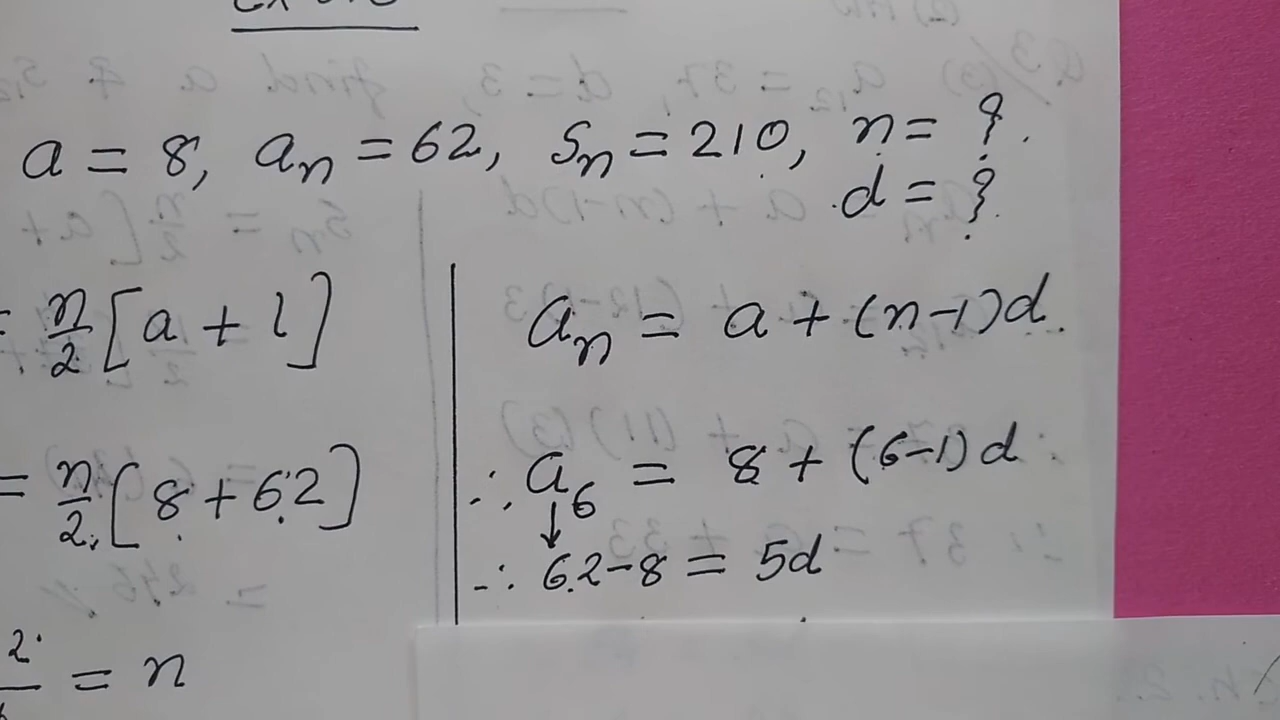 a = 8, aₙ = 62, Sₙ = 210, n = ?.
d = ?
= n/2 [a + l]
= n/2 [8 + 62]
= n
aₙ = a + (n-1)d.
∴ a₆ = 8 + (6-1)d
↓
∴ 62-8 = 5d